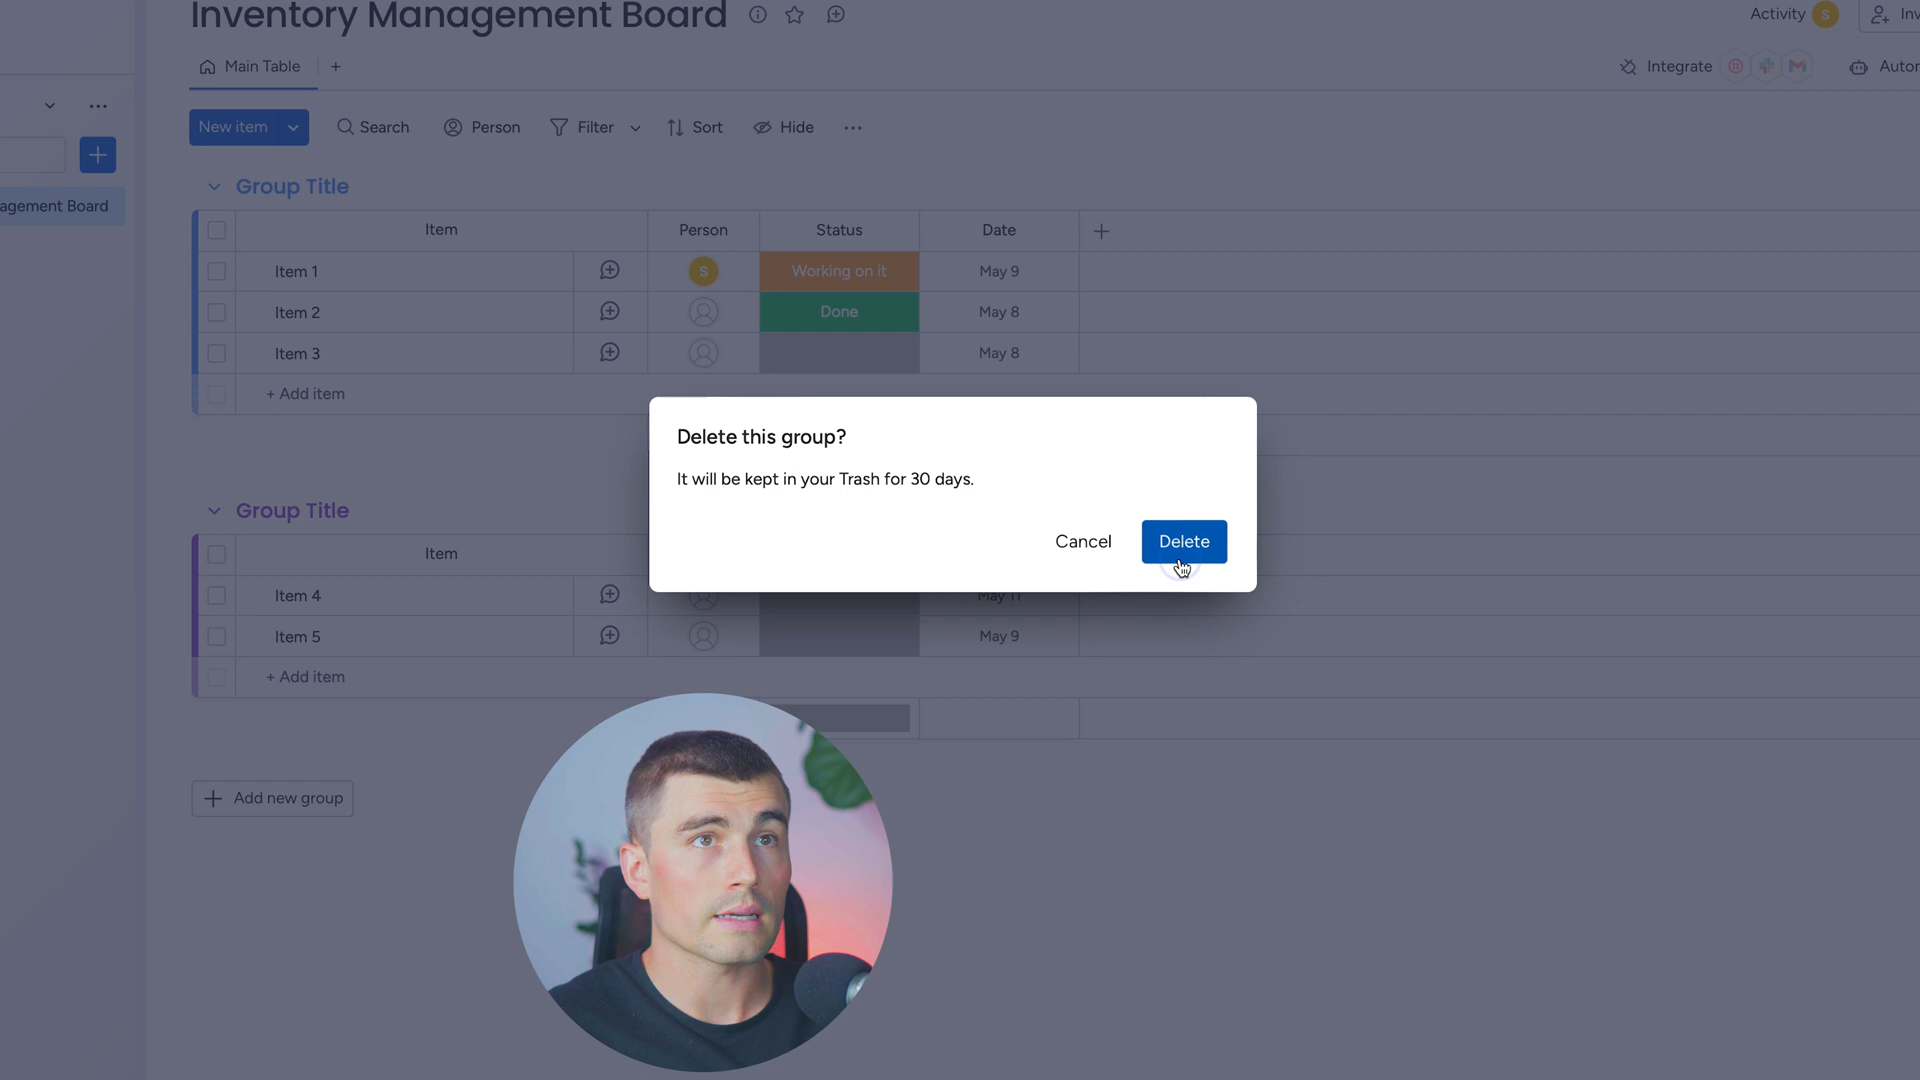 Inventory Management Board
Activity S
Inv
Main Table +
Integrate
Autor
New item
Search
Person
Filter
Sort
Hide
agement Board
Group Title
Item Person Status Date
Item 1 S Working on it May 9
Item 2 Done May 8
Item 3 May 8
+ Add item
Delete this group?
It will be kept in your Trash for 30 days.
Cancel Delete
Group Title
Item
Item 4 May 11
Item 5 May 9
+ Add item
+ Add new group